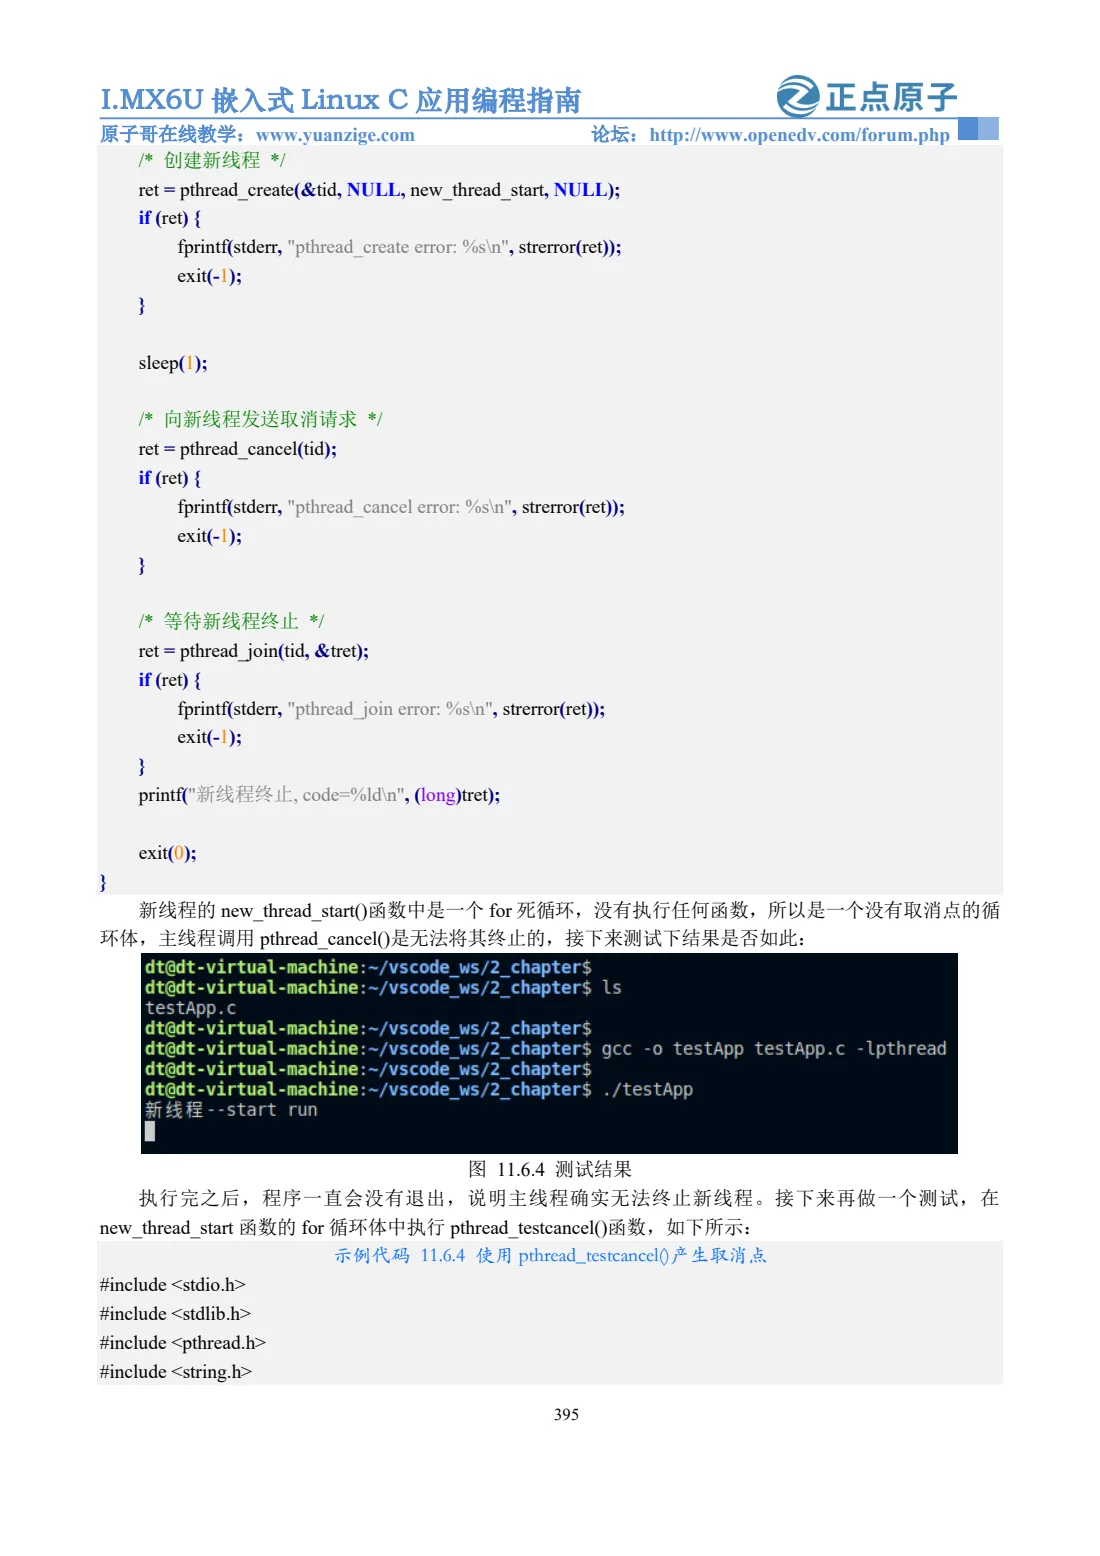 I.MX6U 嵌入式 Linux C 应用编程指南
正点原子
原子哥在线教学：www.yuanzige.com 论坛：http://www.openedv.com/forum.php
/* 创建新线程 */
ret = pthread_create(&tid, NULL, new_thread_start, NULL);
if (ret) {
fprintf(stderr, "pthread_create error: %s\n", strerror(ret));
exit(-1);
}
sleep(1);
/* 向新线程发送取消请求 */
ret = pthread_cancel(tid);
if (ret) {
fprintf(stderr, "pthread_cancel error: %s\n", strerror(ret));
exit(-1);
}
/* 等待新线程终止 */
ret = pthread_join(tid, &tret);
if (ret) {
fprintf(stderr, "pthread_join error: %s\n", strerror(ret));
exit(-1);
}
printf("新线程终止, code=%ld\n", (long)tret);
exit(0);
}
新线程的 new_thread_start()函数中是一个 for 死循环，没有执行任何函数，所以是一个没有取消点的循
环体，主线程调用 pthread_cancel()是无法将其终止的，接下来测试下结果是否如此：
dt@dt-virtual-machine:~/vscode_ws/2_chapter$
dt@dt-virtual-machine:~/vscode_ws/2_chapter$ ls
testApp.c
dt@dt-virtual-machine:~/vscode_ws/2_chapter$
dt@dt-virtual-machine:~/vscode_ws/2_chapter$ gcc -o testApp testApp.c -lpthread
dt@dt-virtual-machine:~/vscode_ws/2_chapter$
dt@dt-virtual-machine:~/vscode_ws/2_chapter$ ./testApp
新线程--start run
图 11.6.4 测试结果
执行完之后，程序一直会没有退出，说明主线程确实无法终止新线程。接下来再做一个测试，在
new_thread_start 函数的 for 循环体中执行 pthread_testcancel()函数，如下所示：
示例代码 11.6.4 使用 pthread_testcancel()产生取消点
#include <stdio.h>
#include <stdlib.h>
#include <pthread.h>
#include <string.h>
395